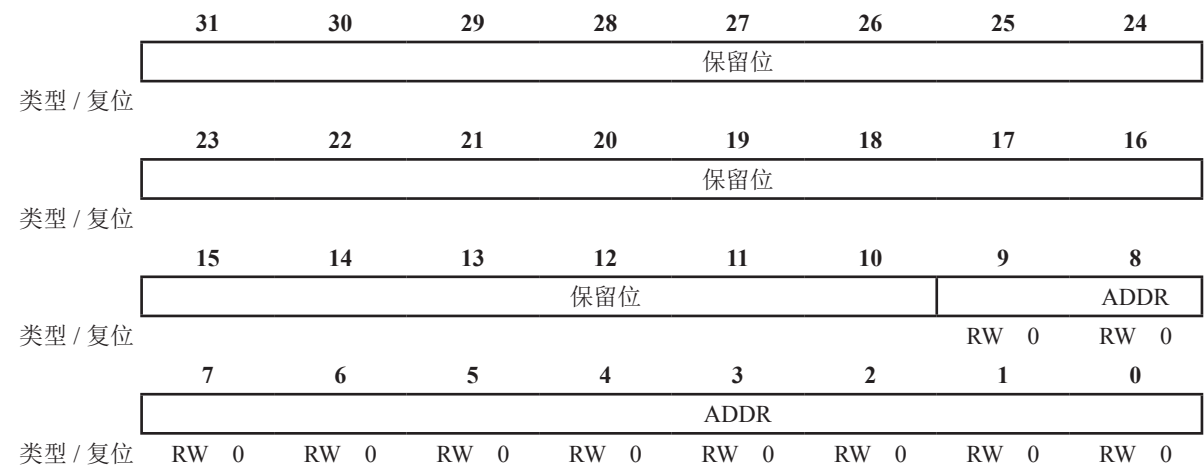 31 30 29 28 27 26 25 24
保留位
类型 / 复位
23 22 21 20 19 18 17 16
保留位
类型 / 复位
15 14 13 12 11 10 9 8
保留位 ADDR
类型 / 复位 RW 0 RW 0
7 6 5 4 3 2 1 0
ADDR
类型 / 复位 RW 0 RW 0 RW 0 RW 0 RW 0 RW 0 RW 0 RW 0